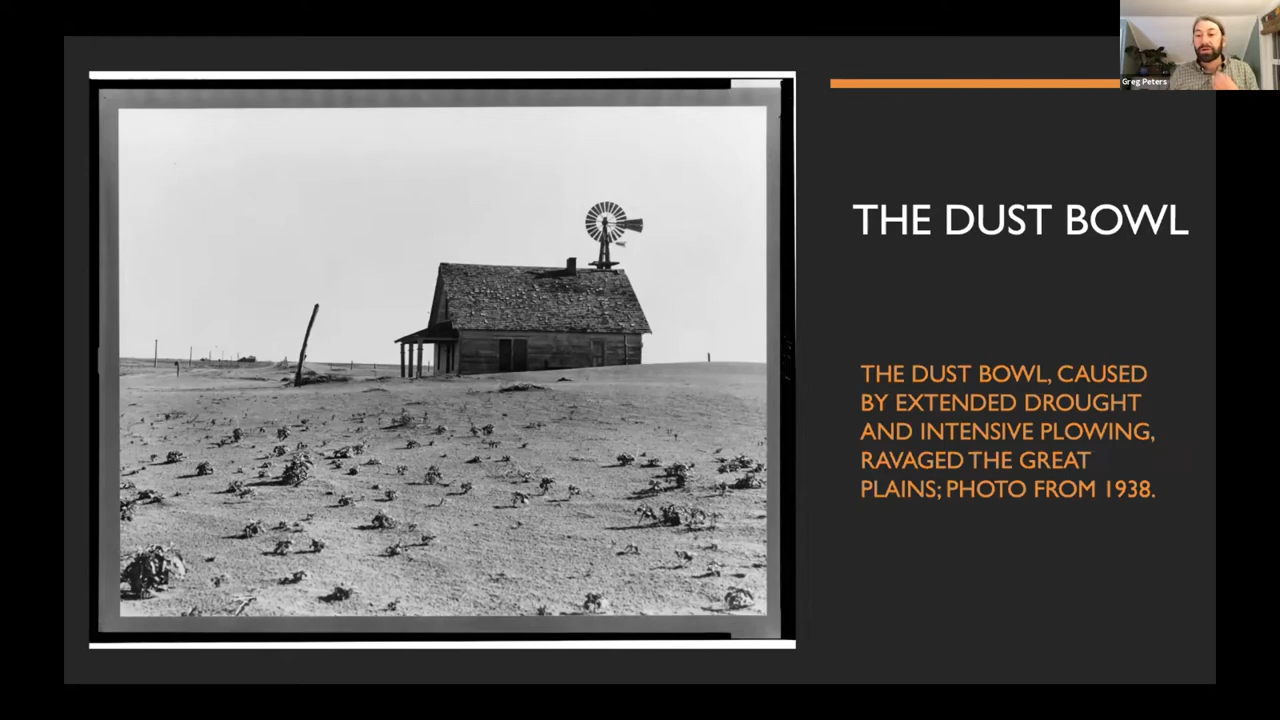 Greg Peters
THE DUST BOWL
THE DUST BOWL, CAUSED
BY EXTENDED DROUGHT
AND INTENSIVE PLOWING,
RAVAGED THE GREAT
PLAINS; PHOTO FROM 1938.